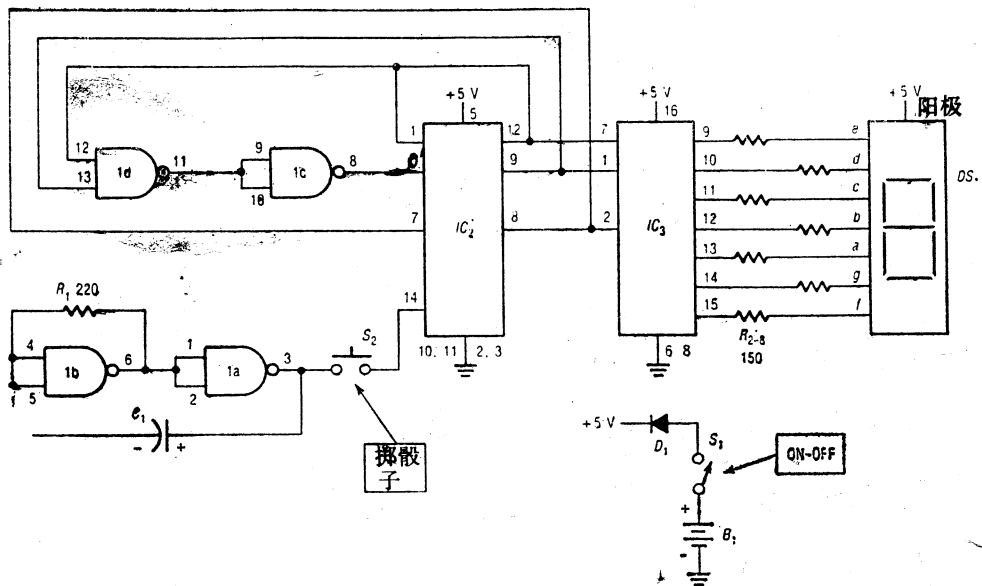 +5 V
5
1
12
9
7
8
14
IC₂
10, 11
2, 3
12
13
1d
11
9
10
1c
8
R₁ 220
4
5
1b
6
1
2
1a
3
S₂
e₁
-
+
掷骰
子
+5 V
16
7
1
2
IC₃
9
10
11
12
13
14
15
6 8
R₂₋₈
150
+5 V
阳极
e
d
c
b
a
g
f
DS.
+5 V
D₁
S₁
ON-OFF
+
-
B₁